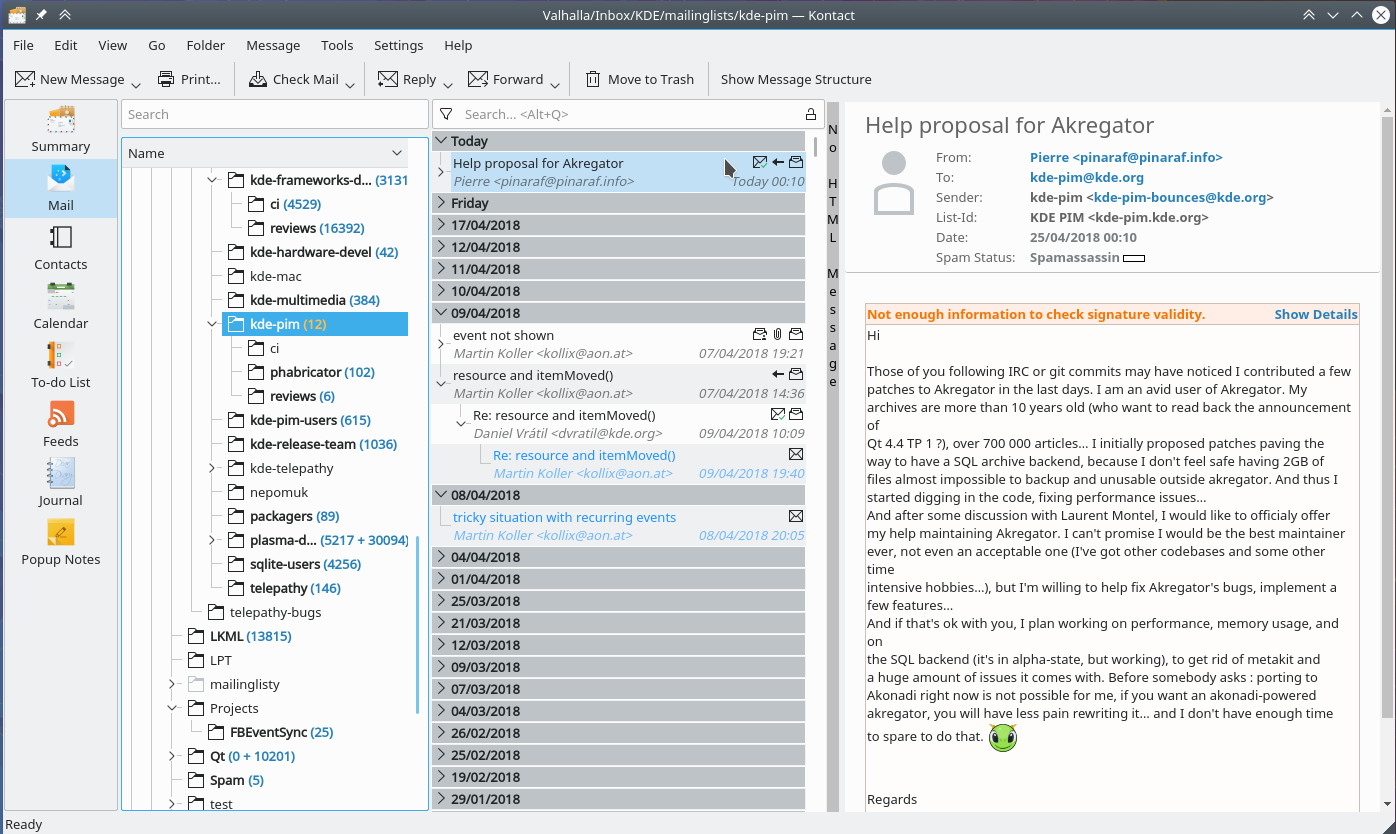 Valhalla/Inbox/KDE/mailinglists/kde-pim — Kontact
File Edit View Go Folder Message Tools Settings Help
New Message Print... Check Mail Reply Forward Move to Trash Show Message Structure
Summary
Mail
Contacts
Calendar
To-do List
Feeds
Journal
Popup Notes
Search
Name
kde-frameworks-d... (3131
ci (4529)
reviews (16392)
kde-hardware-devel (42)
kde-mac
kde-multimedia (384)
kde-pim (12)
ci
phabricator (102)
reviews (6)
kde-pim-users (615)
kde-release-team (1036)
kde-telepathy
nepomuk
packagers (89)
plasma-d... (5217 + 30094)
sqlite-users (4256)
telepathy (146)
telepathy-bugs
LKML (13815)
LPT
mailinglisty
Projects
FBEventSync (25)
Qt (0 + 10201)
Spam (5)
test
Search... <Alt+Q>
Today
Help proposal for Akregator
Pierre <pinaraf@pinaraf.info> Today 00:10
Friday
17/04/2018
12/04/2018
11/04/2018
10/04/2018
09/04/2018
event not shown
Martin Koller <kollix@aon.at> 07/04/2018 19:21
resource and itemMoved()
Martin Koller <kollix@aon.at> 07/04/2018 14:36
Re: resource and itemMoved()
Daniel Vrátil <dvratil@kde.org> 09/04/2018 10:09
Re: resource and itemMoved()
Martin Koller <kollix@aon.at> 09/04/2018 19:40
08/04/2018
tricky situation with recurring events
Martin Koller <kollix@aon.at> 08/04/2018 20:05
04/04/2018
01/04/2018
25/03/2018
21/03/2018
12/03/2018
09/03/2018
07/03/2018
04/03/2018
26/02/2018
25/02/2018
19/02/2018
29/01/2018
No HTML Message
Help proposal for Akregator
From: Pierre <pinaraf@pinaraf.info>
To: kde-pim@kde.org
Sender: kde-pim <kde-pim-bounces@kde.org>
List-Id: KDE PIM <kde-pim.kde.org>
Date: 25/04/2018 00:10
Spam Status: Spamassassin
Not enough information to check signature validity. Show Details
Hi
Those of you following IRC or git commits may have noticed I contributed a few
patches to Akregator in the last days. I am an avid user of Akregator. My
archives are more than 10 years old (who want to read back the announcement
of
Qt 4.4 TP 1 ?), over 700 000 articles... I initially proposed patches paving the
way to have a SQL archive backend, because I don't feel safe having 2GB of
files almost impossible to backup and unusable outside akregator. And thus I
started digging in the code, fixing performance issues...
And after some discussion with Laurent Montel, I would like to officialy offer
my help maintaining Akregator. I can't promise I would be the best maintainer
ever, not even an acceptable one (I've got other codebases and some other
time
intensive hobbies...), but I'm willing to help fix Akregator's bugs, implement a
few features...
And if that's ok with you, I plan working on performance, memory usage, and
on
the SQL backend (it's in alpha-state, but working), to get rid of metakit and
a huge amount of issues it comes with. Before somebody asks : porting to
Akonadi right now is not possible for me, if you want an akonadi-powered
akregator, you will have less pain rewriting it... and I don't have enough time
to spare to do that.
Regards
Ready